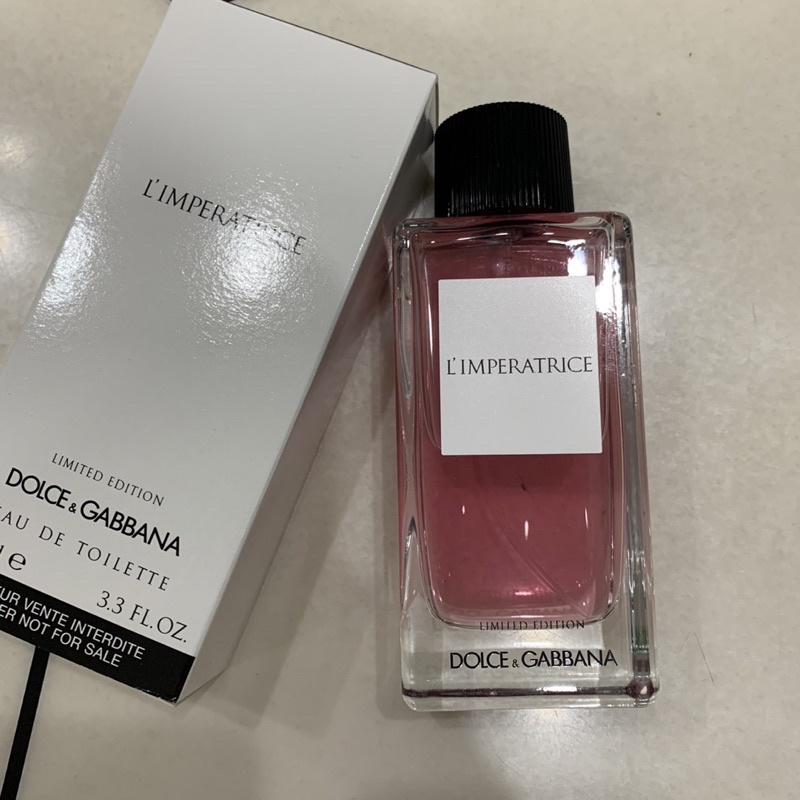 L'IMPERATRICE
LIMITED EDITION
DOLCE & GABBANA
EAU DE TOILETTE
℮
3.3 FL.OZ.
VENTE INTERDITE
NOT FOR SALE
L'IMPERATRICE
LIMITED EDITION
DOLCE & GABBANA